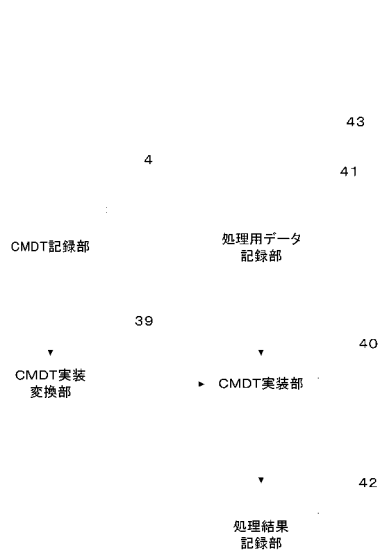 43
4
41
CMDT記録部
処理用データ
記録部
39
40
CMDT実装
変換部
CMDT実装部
42
処理結果
記録部